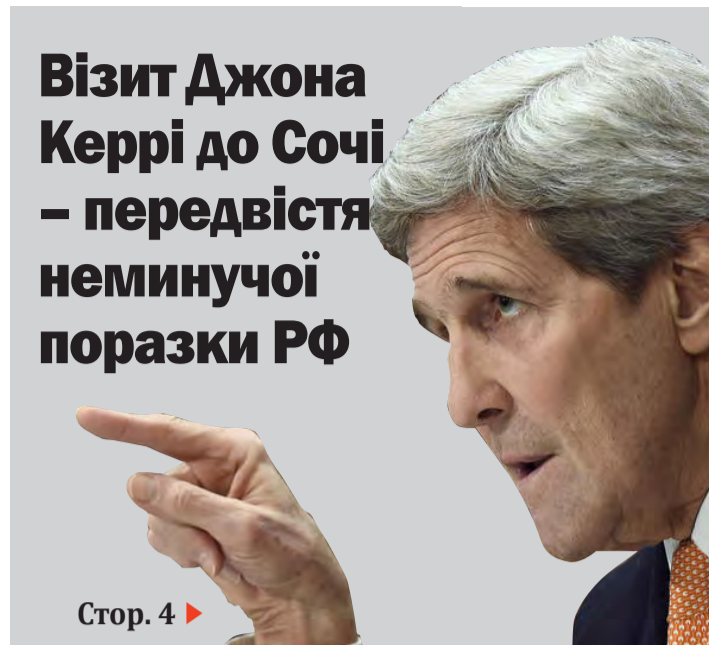 Візит Джона
Керрі до Сочі
– передвістя
неминучої
поразки РФ
Стор. 4